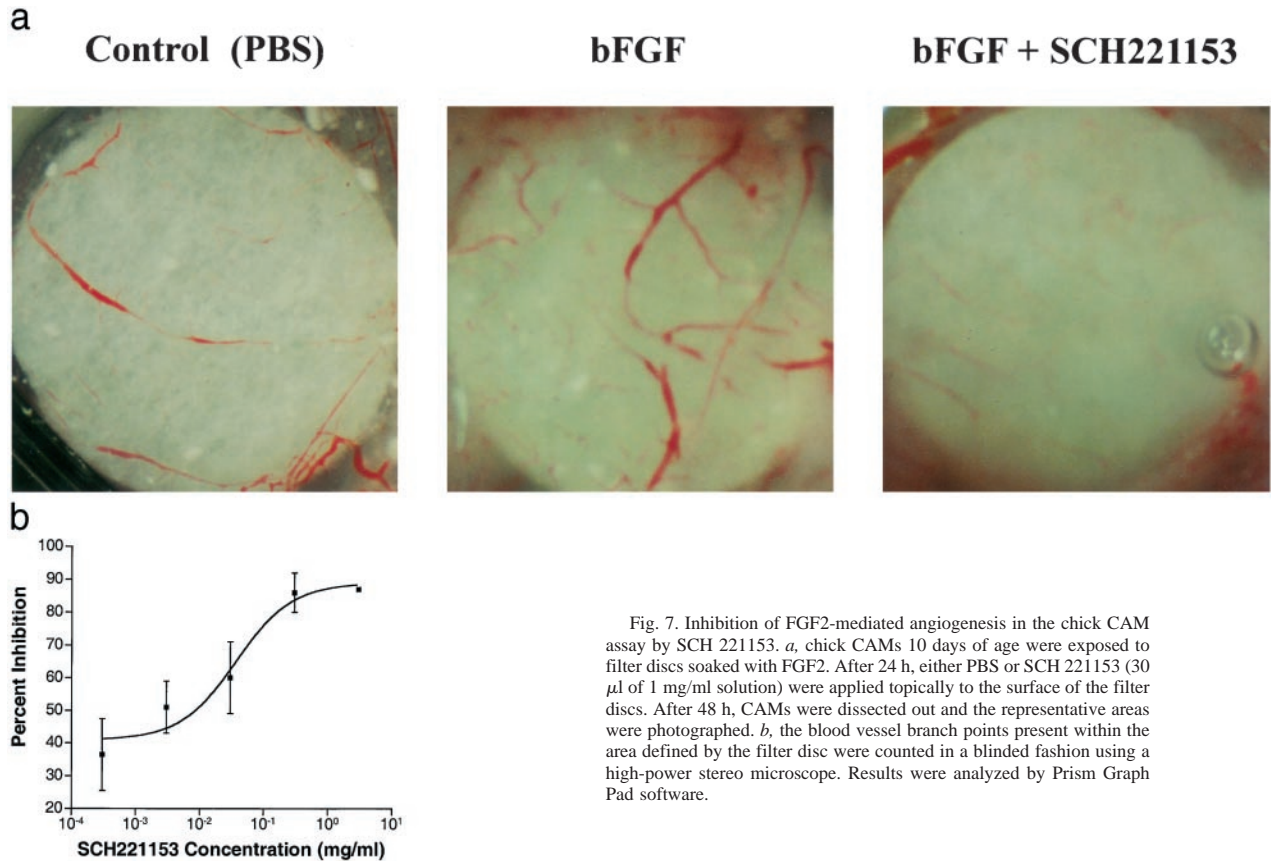 a
Control (PBS)
bFGF
bFGF + SCH221153
b
100
90
80
70
60
50
40
30
20
Percent Inhibition
10⁻⁴ 10⁻³ 10⁻² 10⁻¹ 10⁰ 10¹
SCH221153 Concentration (mg/ml)
Fig. 7. Inhibition of FGF2-mediated angiogenesis in the chick CAM
assay by SCH 221153. a, chick CAMs 10 days of age were exposed to
filter discs soaked with FGF2. After 24 h, either PBS or SCH 221153 (30
μl of 1 mg/ml solution) were applied topically to the surface of the filter
discs. After 48 h, CAMs were dissected out and the representative areas
were photographed. b, the blood vessel branch points present within the
area defined by the filter disc were counted in a blinded fashion using a
high-power stereo microscope. Results were analyzed by Prism Graph
Pad software.